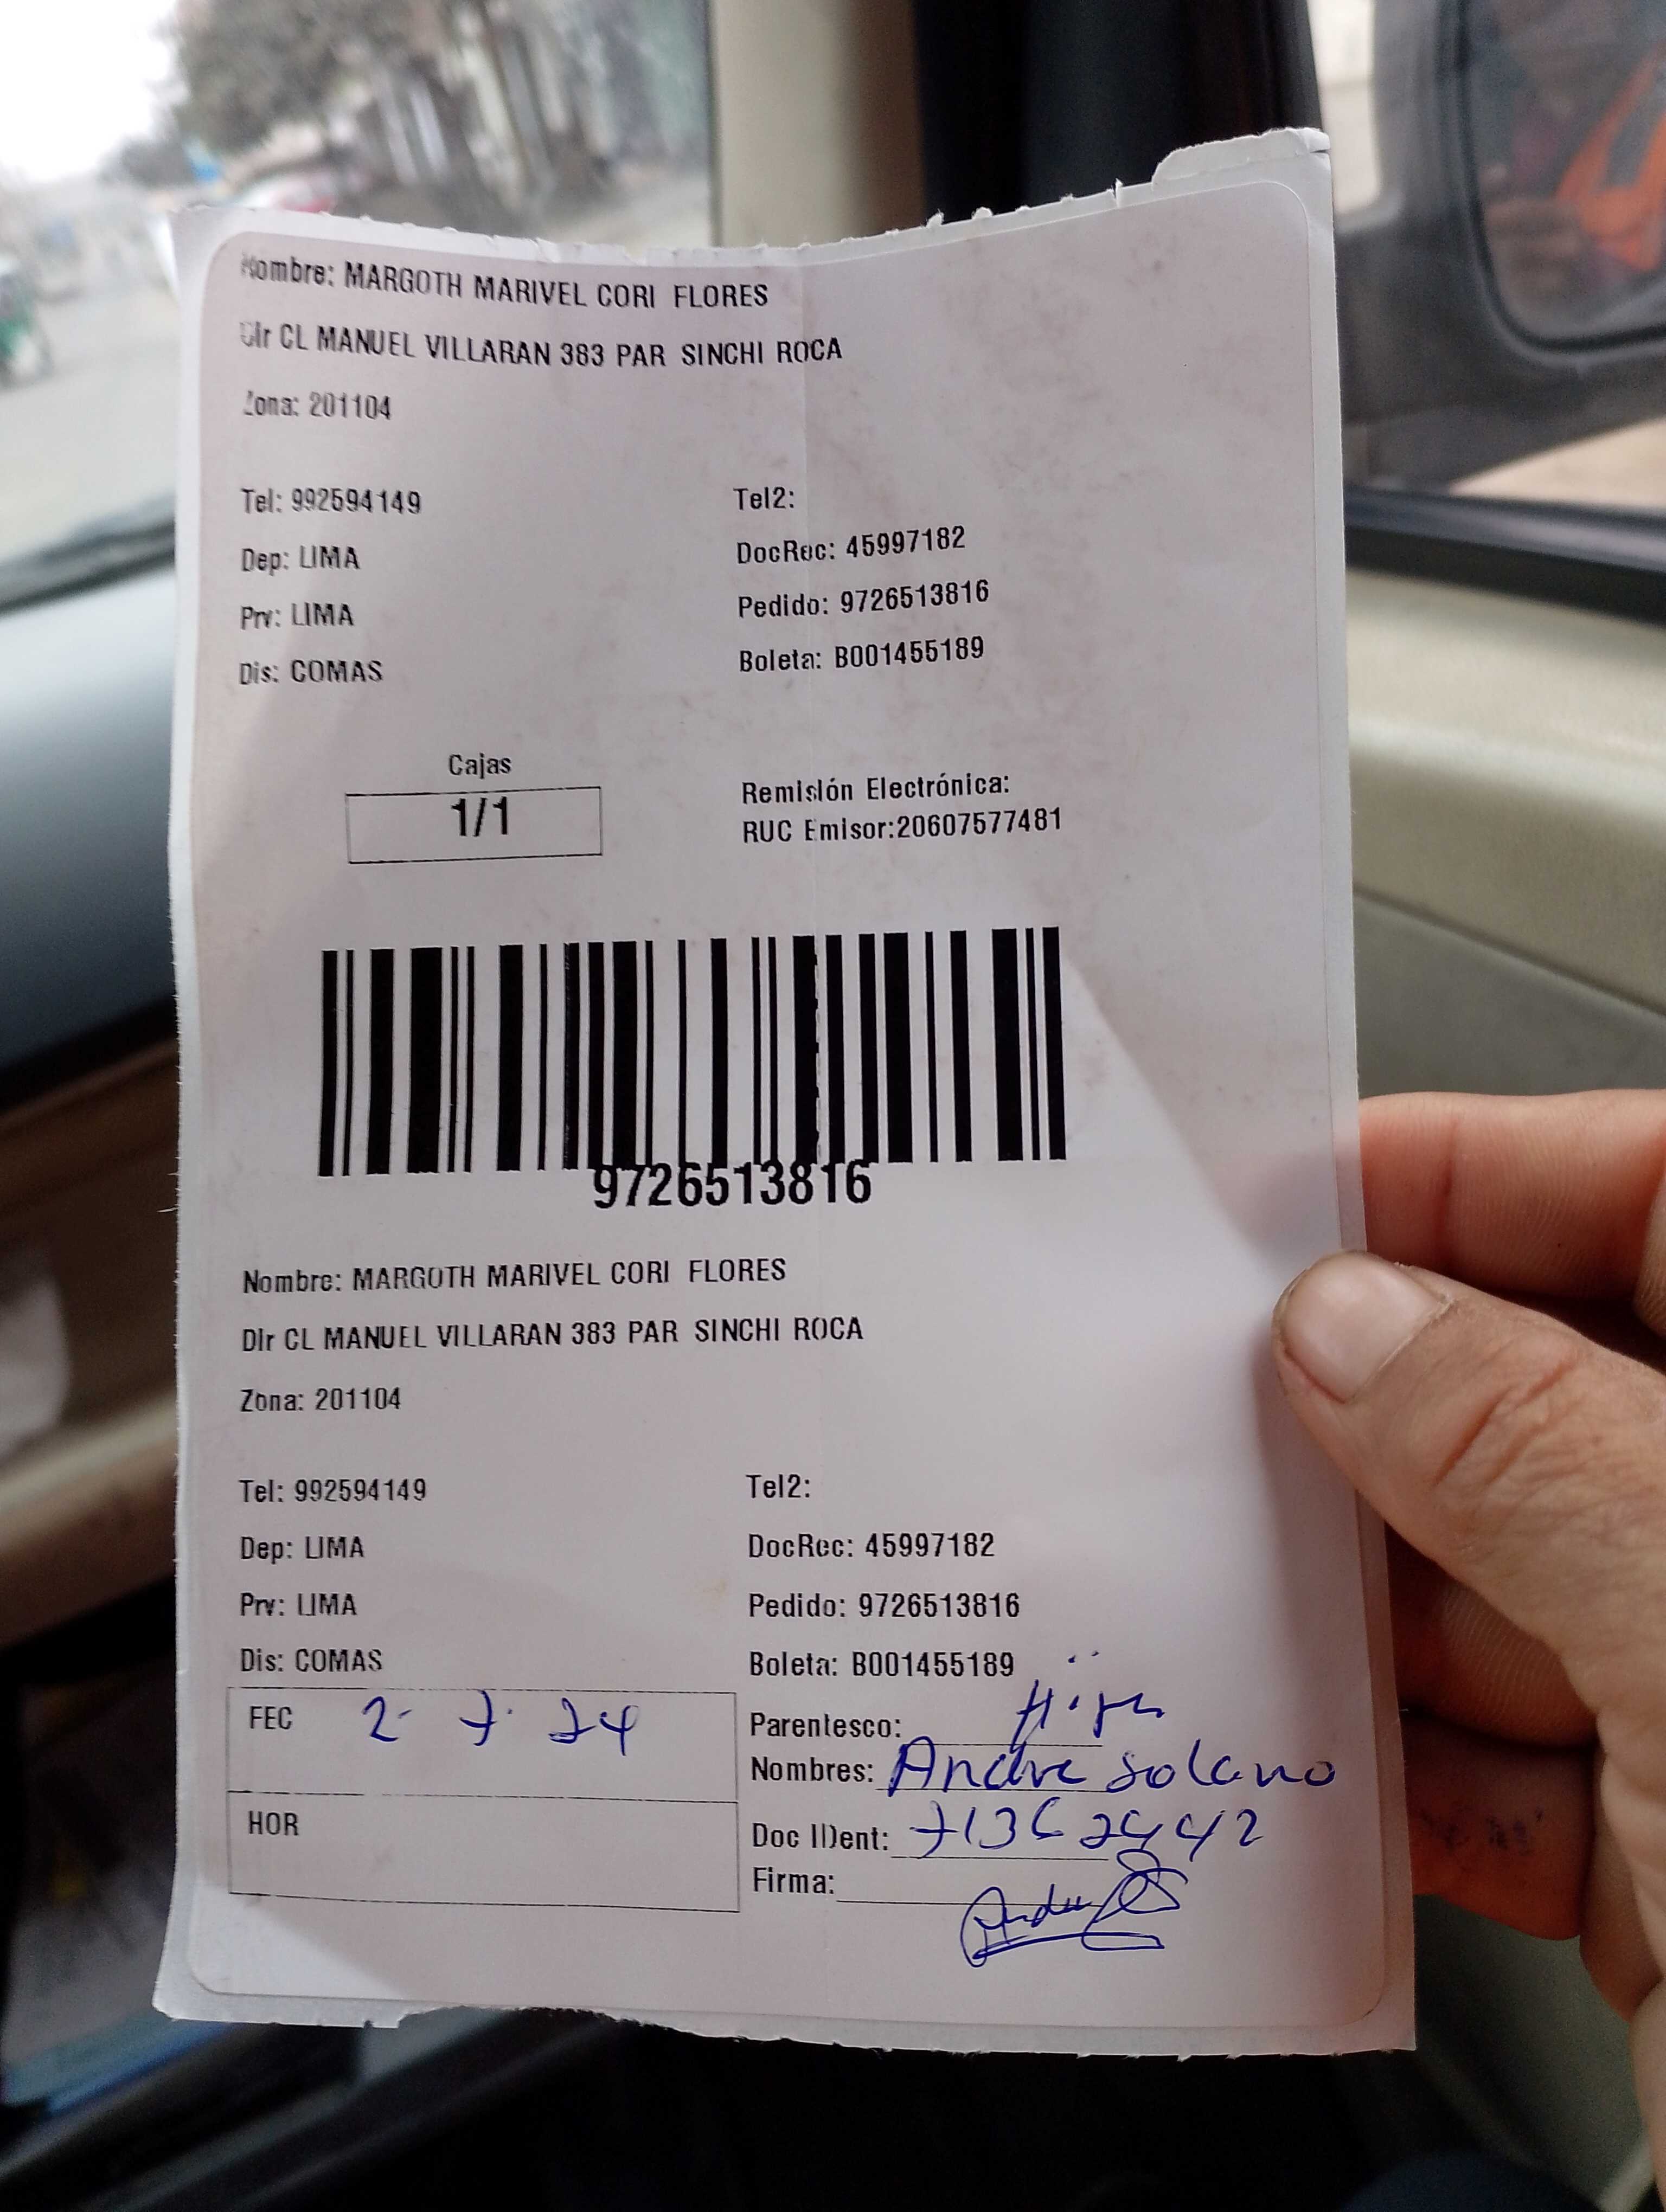 Nombre: MARGOTH MARIVEL CORI FLORES
Dir CL MANUEL VILLARAN 383 PAR SINCHI ROCA
Zona: 201104
Tel: 992594149 Tel2:
Dep: LIMA DocRec: 45997182
Prv: LIMA Pedido: 9726513816
Dis: COMAS Boleta: B001455189
Cajas
1/1
Remisión Electrónica:
RUC Emisor:20607577481
9726513816
Nombre: MARGOTH MARIVEL CORI FLORES
Dir CL MANUEL VILLARAN 383 PAR SINCHI ROCA
Zona: 201104
Tel: 992594149 Tel2:
Dep: LIMA DocRec: 45997182
Prv: LIMA Pedido: 9726513816
Dis: COMAS Boleta: B001455189
FEC 2- 7- 24 Parentesco:
Nombres: Andre Solano
HOR Doc IDent:
Firma: